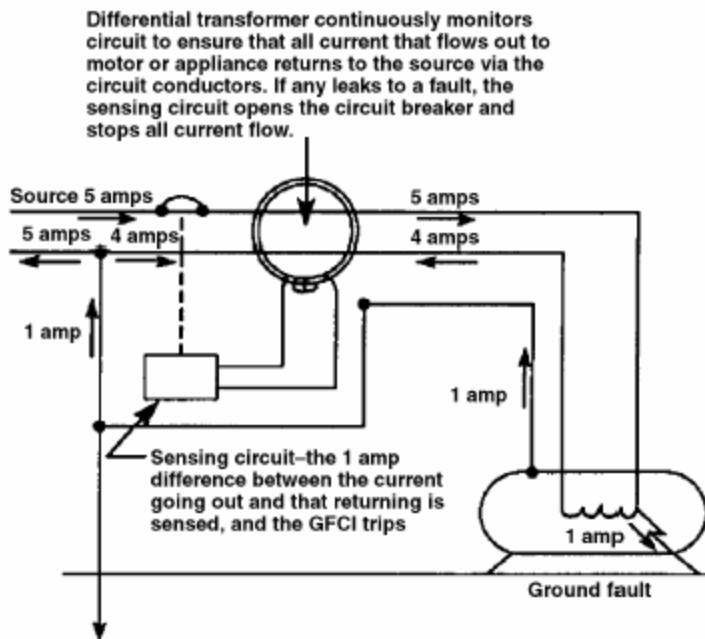 Differential transformer continuously monitors
circuit to ensure that all current that flows out to
motor or appliance returns to the source via the
circuit conductors. If any leaks to a fault, the
sensing circuit opens the circuit breaker and
stops all current flow.
Source 5 amps
5 amps
5 amps
4 amps
4 amps
1 amp
1 amp
Sensing circuit–the 1 amp
difference between the current
going out and that returning is
sensed, and the GFCI trips
1 amp
Ground fault